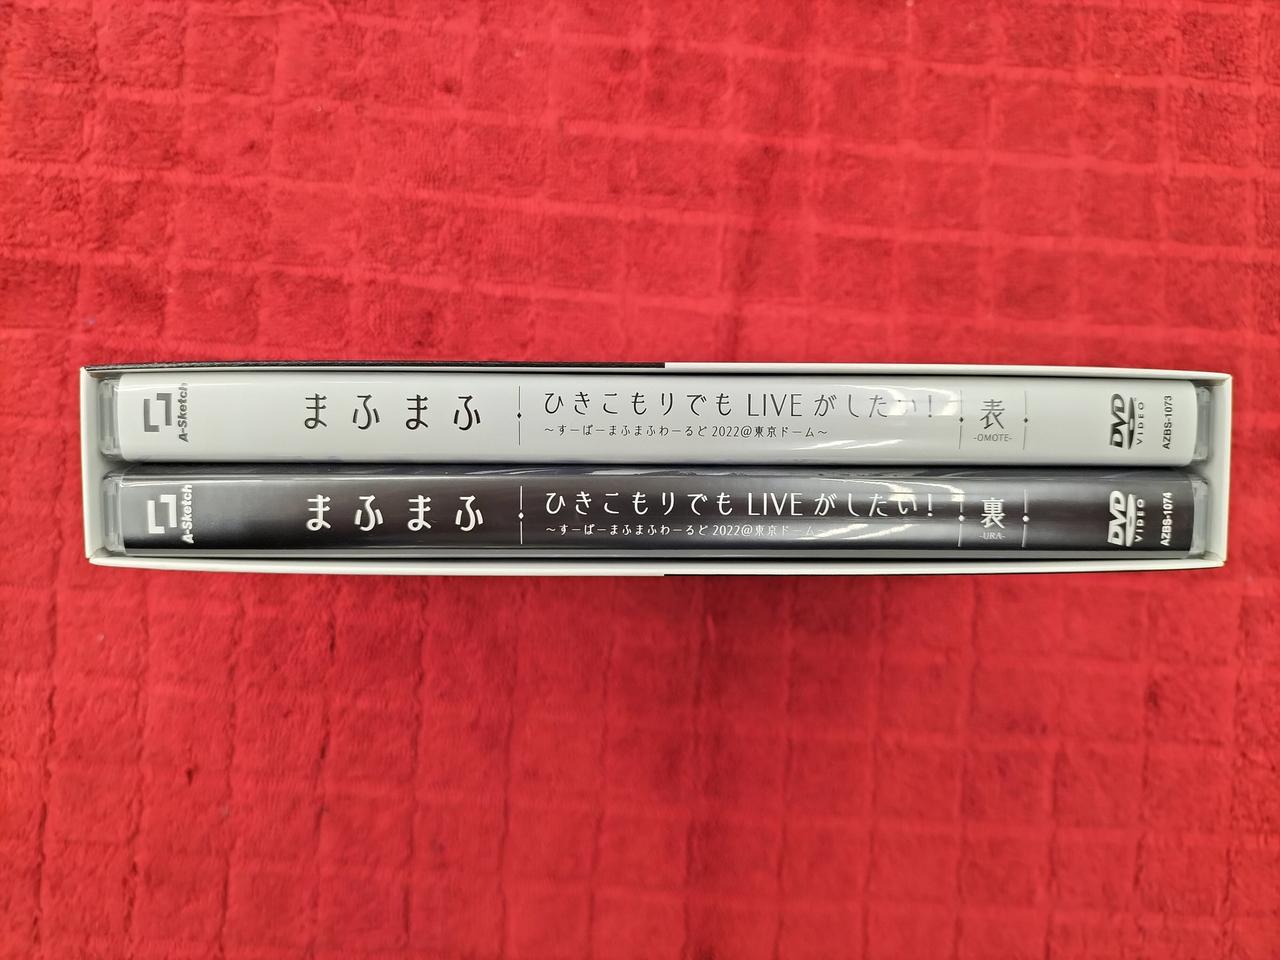 A-Sketch
まふまふ
ひきこもりでも LIVE がしたい！
～すーぱーまふまふわーるど 2022@東京ドーム～
表
-OMOTE-
DVD
VIDEO
AZBS-1073
A-Sketch
まふまふ
ひきこもりでも LIVE がしたい！
～すーぱーまふまふわーるど 2022@東京ドーム～
裏
-URA-
DVD
VIDEO
AZBS-1074